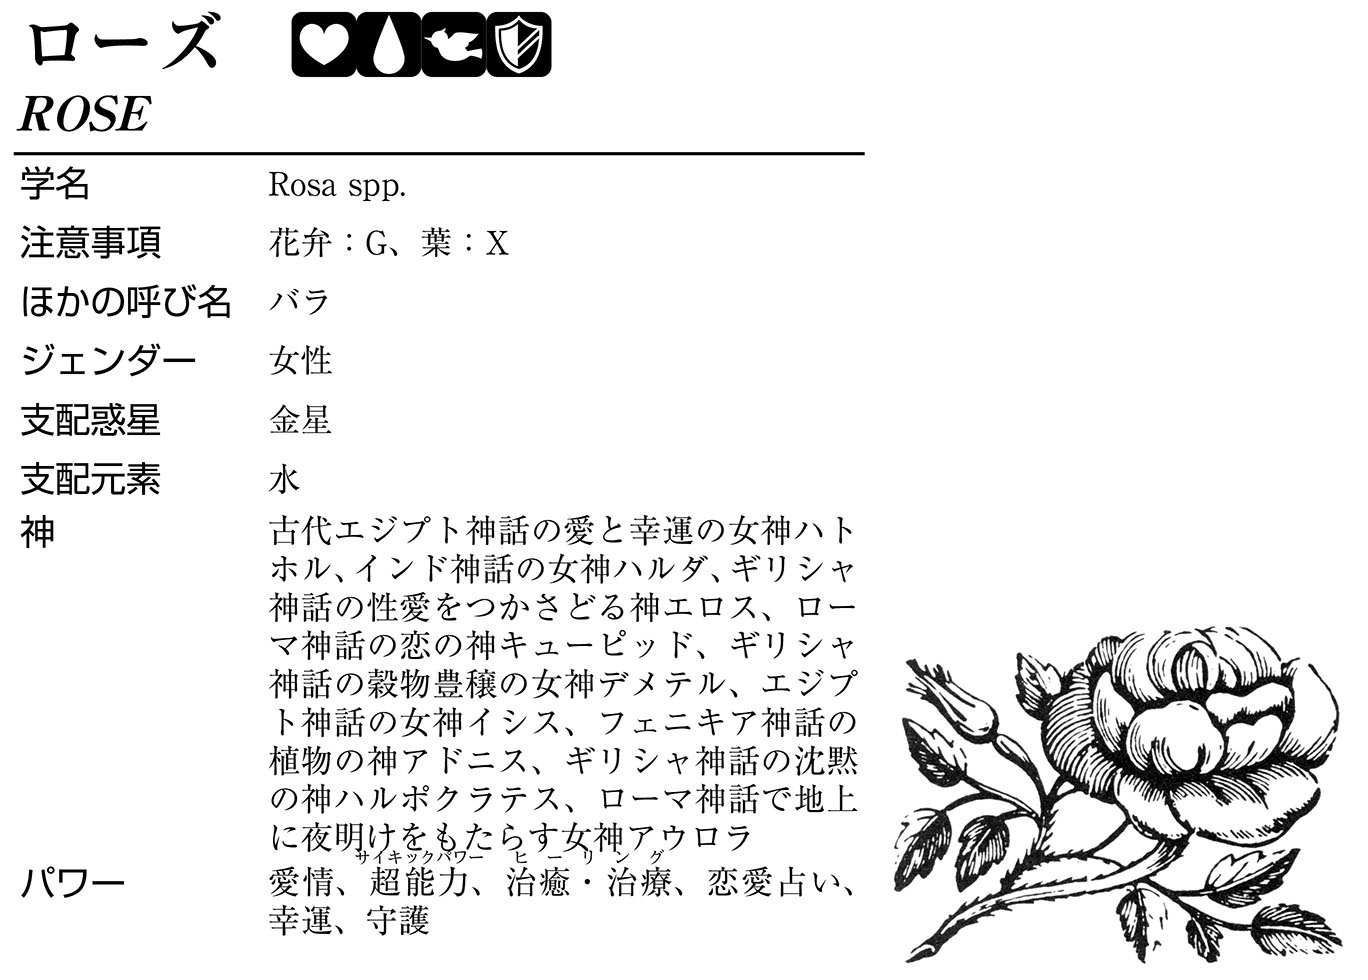 ローズ
ROSE
学名 Rosa spp.
注意事項 花弁：G、葉：X
ほかの呼び名 バラ
ジェンダー 女性
支配惑星 金星
支配元素 水
神 古代エジプト神話の愛と幸運の女神ハト
ホル、インド神話の女神ハルダ、ギリシャ
神話の性愛をつかさどる神エロス、ロー
マ神話の恋の神キューピッド、ギリシャ
神話の穀物豊穣の女神デメテル、エジプ
ト神話の女神イシス、フェニキア神話の
植物の神アドニス、ギリシャ神話の沈黙
の神ハルポクラテス、ローマ神話で地上
に夜明けをもたらす女神アウロラ
サイキックパワー ヒーリング
パワー 愛情、超能力、治癒・治療、恋愛占い、
幸運、守護